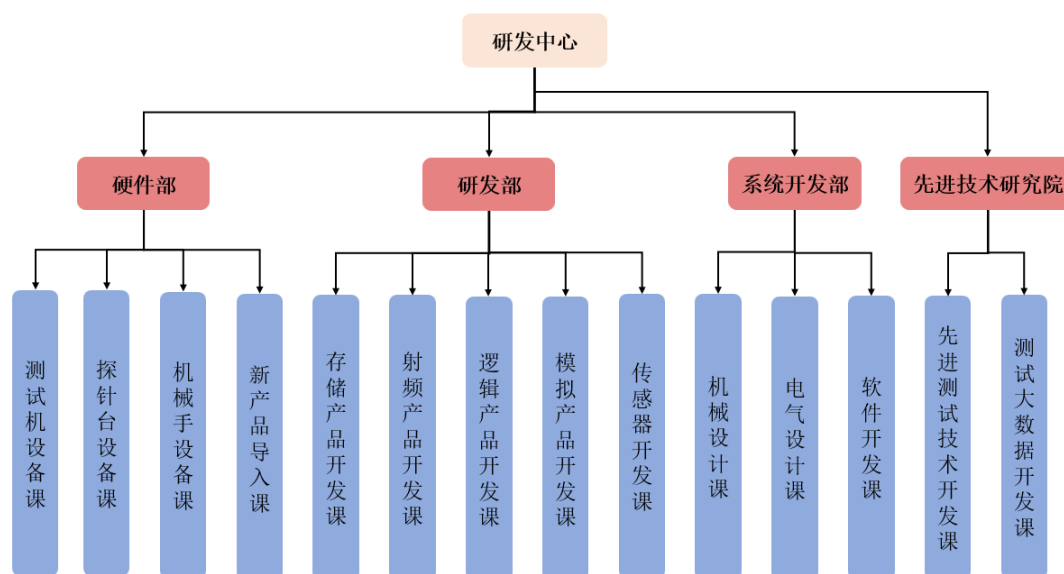 研发中心
硬件部
研发部
系统开发部
先进技术研究院
测试机设备课
探针台设备课
机械手设备课
新产品导入课
存储产品开发课
射频产品开发课
逻辑产品开发课
模拟产品开发课
传感器开发课
机械设计课
电气设计课
软件开发课
先进测试技术开发课
测试大数据开发课